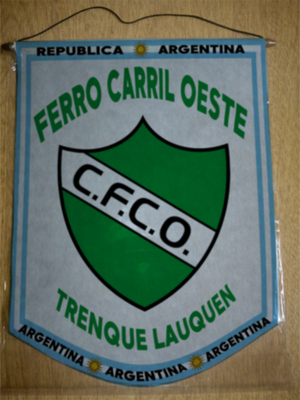 REPUBLICA ARGENTINA
FERRO CARRIL OESTE
C.F.C.O.
TRENQUE LAUQUEN
ARGENTINA ARGENTINA ARGENTINA